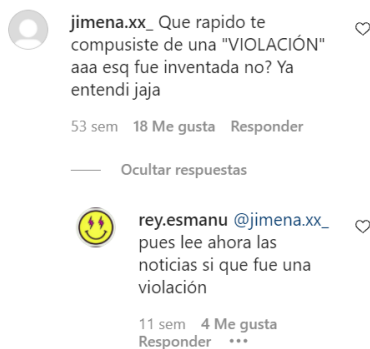 jimena.xx_ Que rapido te
compusiste de una "VIOLACIÓN"
aaa esq fue inventada no? Ya
entendi jaja
53 sem 18 Me gusta Responder
Ocultar respuestas
rey.esmanu @jimena.xx_
pues lee ahora las
noticias si que fue una
violación
11 sem 4 Me gusta
Responder •••